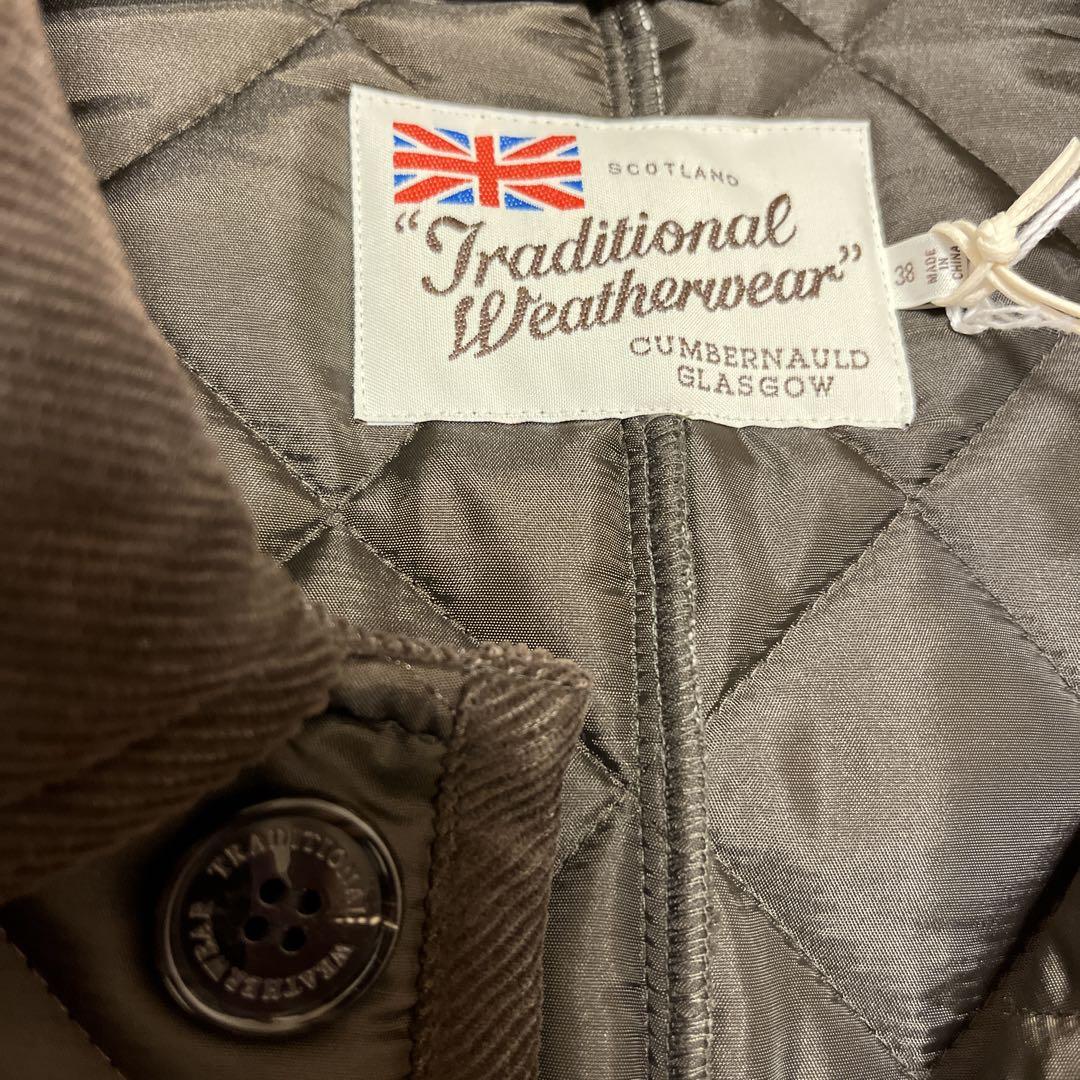 SCOTLAND
"Traditional
Weatherwear"
CUMBERNAULD
GLASGOW
38
MADE
IN
CHINA
TRADITIONAL WEATHERWEAR